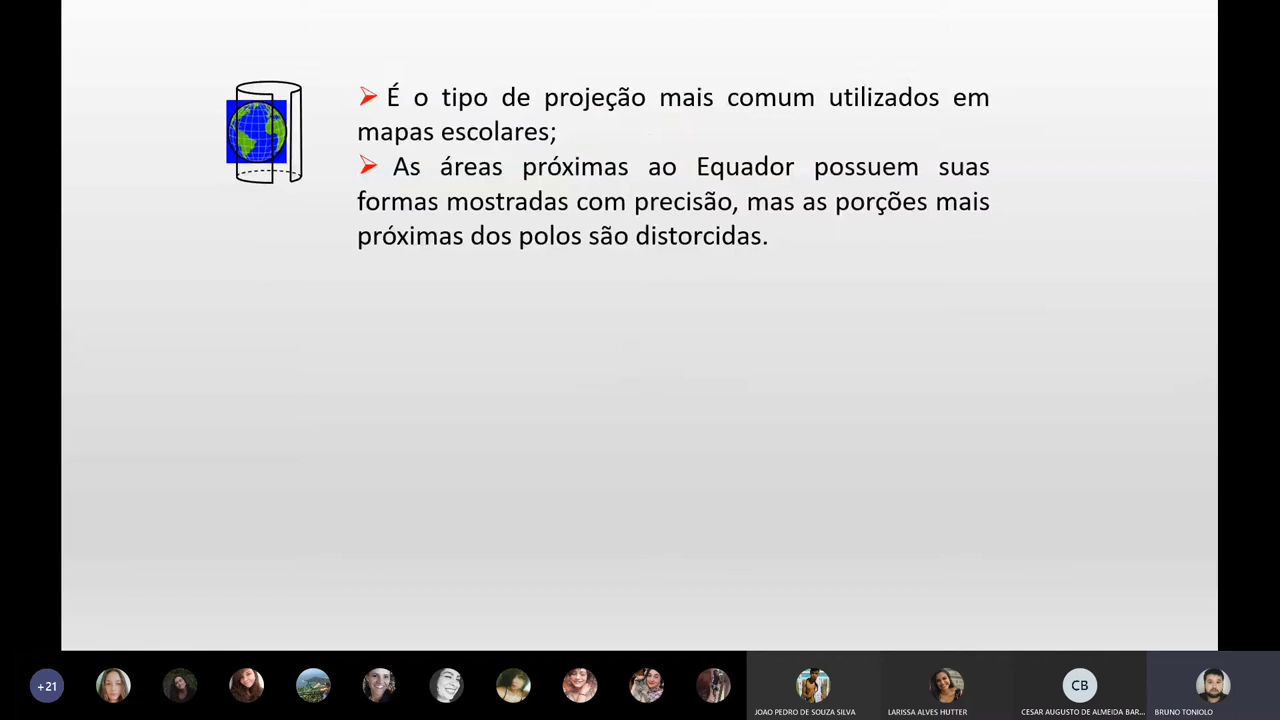 ➢ É o tipo de projeção mais comum utilizados em
mapas escolares;
➢ As áreas próximas ao Equador possuem suas
formas mostradas com precisão, mas as porções mais
próximas dos polos são distorcidas.
+21
CB
JOAO PEDRO DE SOUZA SILVA
LARISSA ALVES HUTTER
CESAR AUGUSTO DE ALMEIDA BAR...
BRUNO TONIOLO